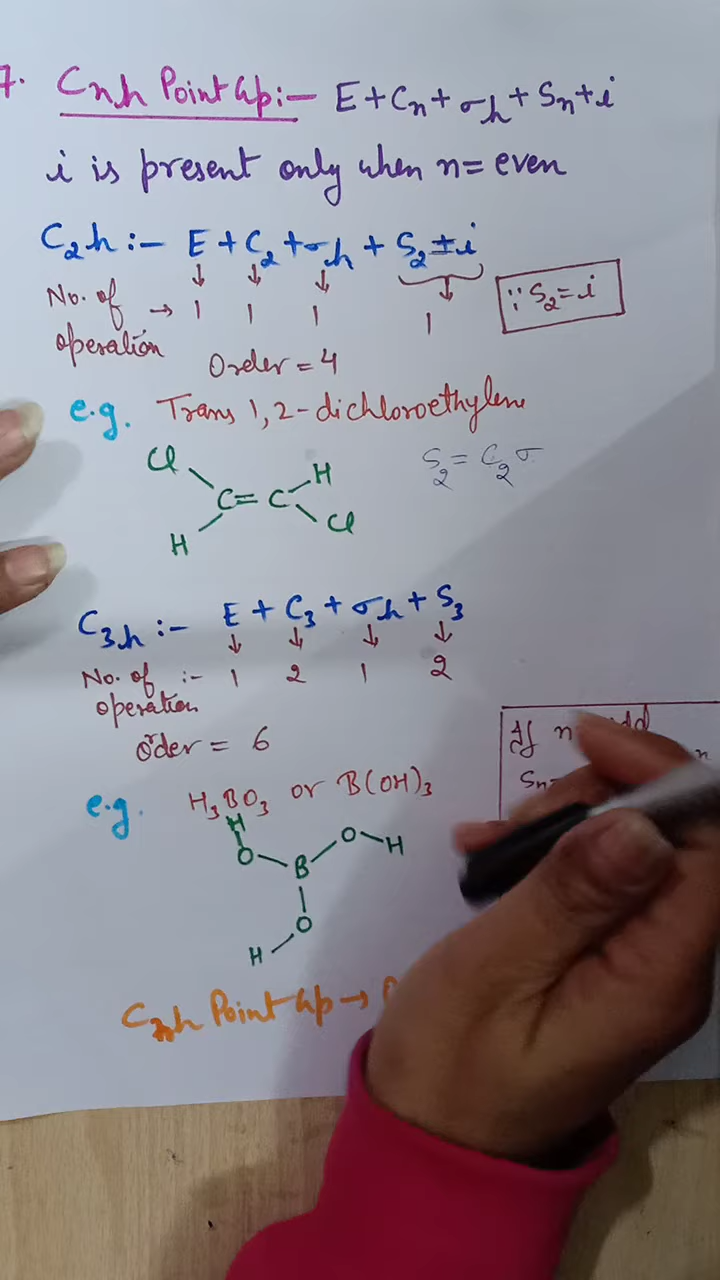 7. Cnh Point Gp:- E + Cn + σh + Sn + i
i is present only when n = even
C2h :- E + C2 + σh + S2 ± i
No. of operation → 1 1 1 1
∵ S2 = i
Order = 4
e.g. Trans 1,2-dichloroethylene
S2 = C2 σ
Cl H
C = C
H Cl
C3h :- E + C3 + σh + S3
No. of operation :- 1 2 1 2
Order = 6
If n
n
Sn=
e.g. H3BO3 or B(OH)3
H
O B O-H
O
H
Cnh Point Gp →